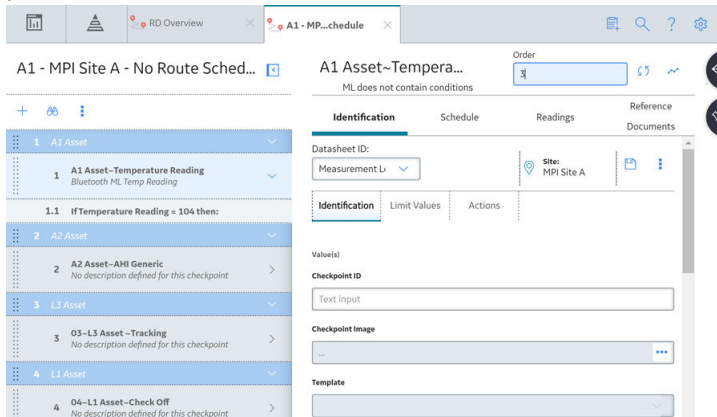 RD Overview
A1 - MP...chedule
A1 - MPI Site A - No Route Sched...
1 A1 Asset
1 A1 Asset~Temperature Reading
Bluetooth ML Temp Reading
1.1 If Temperature Reading = 104 then:
2 A2 Asset
2 A2 Asset~AHI Generic
No description defined for this checkpoint
3 L3 Asset
3 03~L3 Asset ~Tracking
No description defined for this checkpoint
4 L1 Asset
4 04~L1 Asset~Check Off
No description defined for this checkpoint
A1 Asset~Tempera...
ML does not contain conditions
Order
3
Identification Schedule Readings Reference Documents
Datasheet ID:
Measurement Lo
Site:
MPI Site A
Identification Limit Values Actions
Value(s)
Checkpoint ID
Text input
Checkpoint Image
...
Template